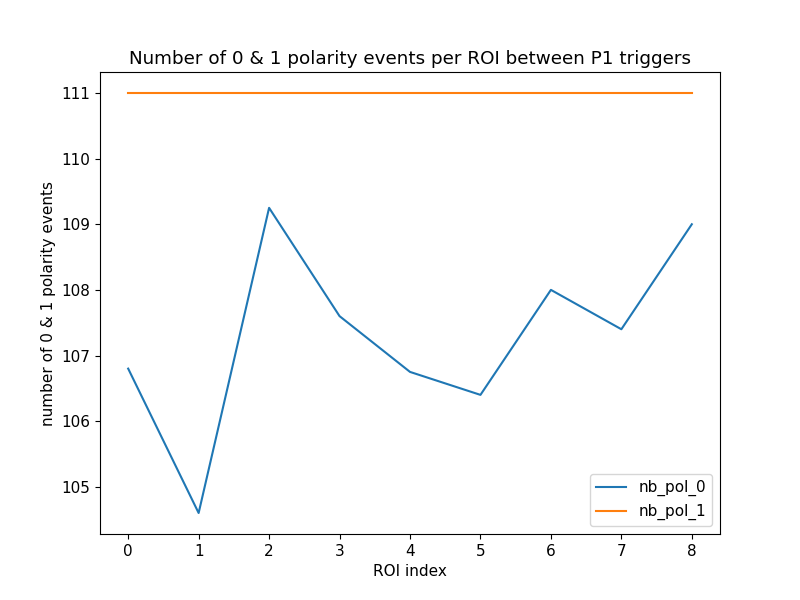 Number of 0 & 1 polarity events per ROI between P1 triggers
number of 0 & 1 polarity events
111
110
109
108
107
106
105
0 1 2 3 4 5 6 7 8
ROI index
nb_pol_0
nb_pol_1